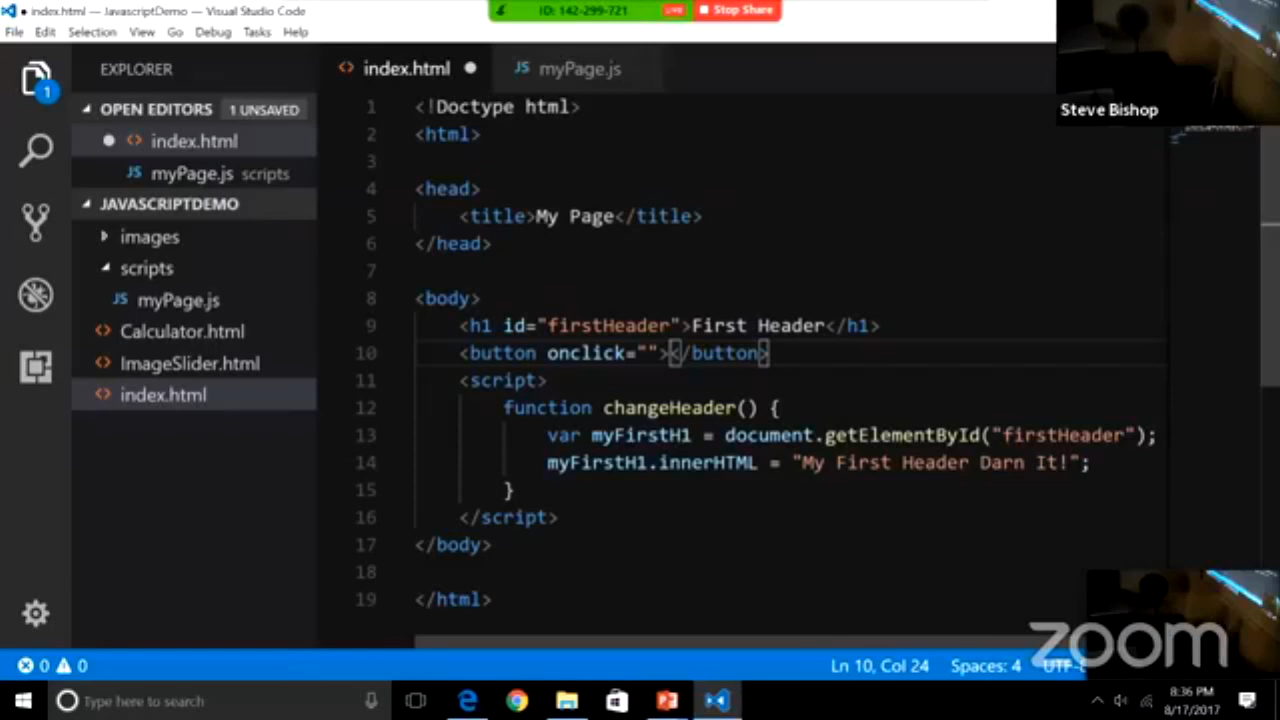 index.html — JavascriptDemo — Visual Studio Code
ID: 142-299-721 LIVE Stop Share
File Edit Selection View Go Debug Tasks Help
Steve Bishop
EXPLORER
OPEN EDITORS 1 UNSAVED
index.html
JS myPage.js scripts
JAVASCRIPTDEMO
images
scripts
JS myPage.js
Calculator.html
ImageSlider.html
index.html
1
index.html JS myPage.js
1 <!Doctype html>
2 <html>
3
4 <head>
5 <title>My Page</title>
6 </head>
7
8 <body>
9 <h1 id="firstHeader">First Header</h1>
10 <button onclick=""></button>
11 <script>
12 function changeHeader() {
13 var myFirstH1 = document.getElementById("firstHeader");
14 myFirstH1.innerHTML = "My First Header Darn It!";
15 }
16 </script>
17 </body>
18
19 </html>
zoom
0 0 Ln 10, Col 24 Spaces: 4
Type here to search
8:36 PM
8/17/2017